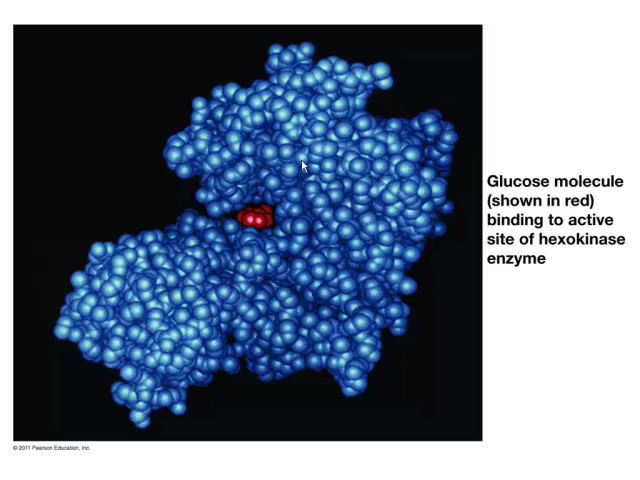 Glucose molecule
(shown in red)
binding to active
site of hexokinase
enzyme
© 2011 Pearson Education, Inc.